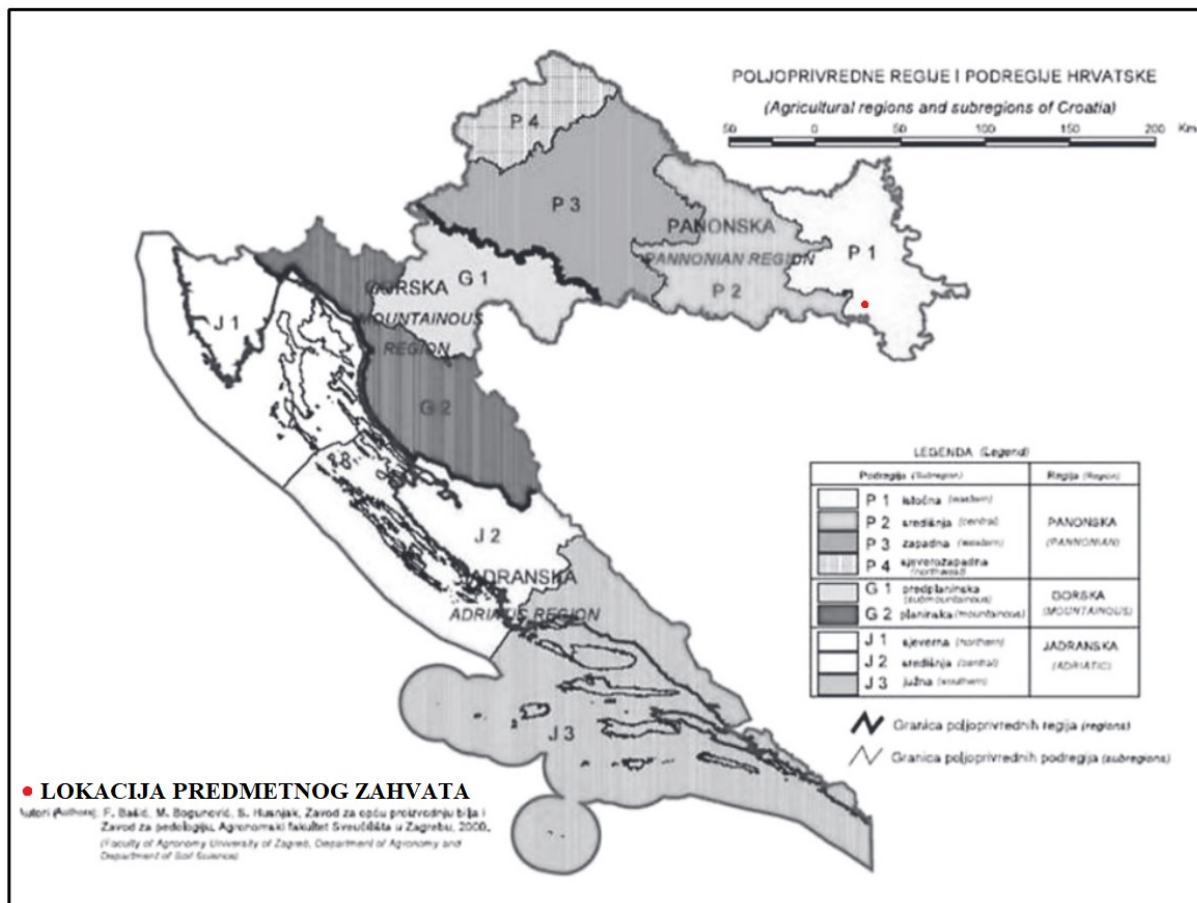 POLJOPRIVREDNE REGIJE I PODREGIJE HRVATSKE
(Agricultural regions and subregions of Croatia)
50 0 50 100 150 200 Km
P 4
P 3
PANONSKA
PANNONIAN REGION
P 2
P 1
G 1
GORSKA
MOUNTAINOUS
REGION
G 2
J 1
J 2
JADRANSKA
ADRIATIC REGION
J 3
LEGENDA (Legend)
Podregija (Subregion) Regija (Region)
P 1 istočna (eastern)
P 2 središnja (central)
P 3 zapadna (western)
P 4 sjeverozapadna
(northwest)
PANONSKA
(PANNONIAN)
G 1 predplaninska
(submountainous)
G 2 planinska (mountainous)
GORSKA
(MOUNTAINOUS)
J 1 sjeverna (northern)
J 2 središnja (central)
J 3 južna (southern)
JADRANSKA
(ADRIATIC)
Granica poljoprivrednih regija (regions)
Granica poljoprivrednih podregija (subregions)
LOKACIJA PREDMETNOG ZAHVATA
Autori (Authors): F. Bašić, M. Bogunović, S. Husnjak, Zavod za opću proizvodnju bilja i
Zavod za pedologiju, Agronomski fakultet Sveučilišta u Zagrebu, 2000.
(Faculty of Agronomy University of Zagreb, Department of Agronomy and
Department of Soil Science)